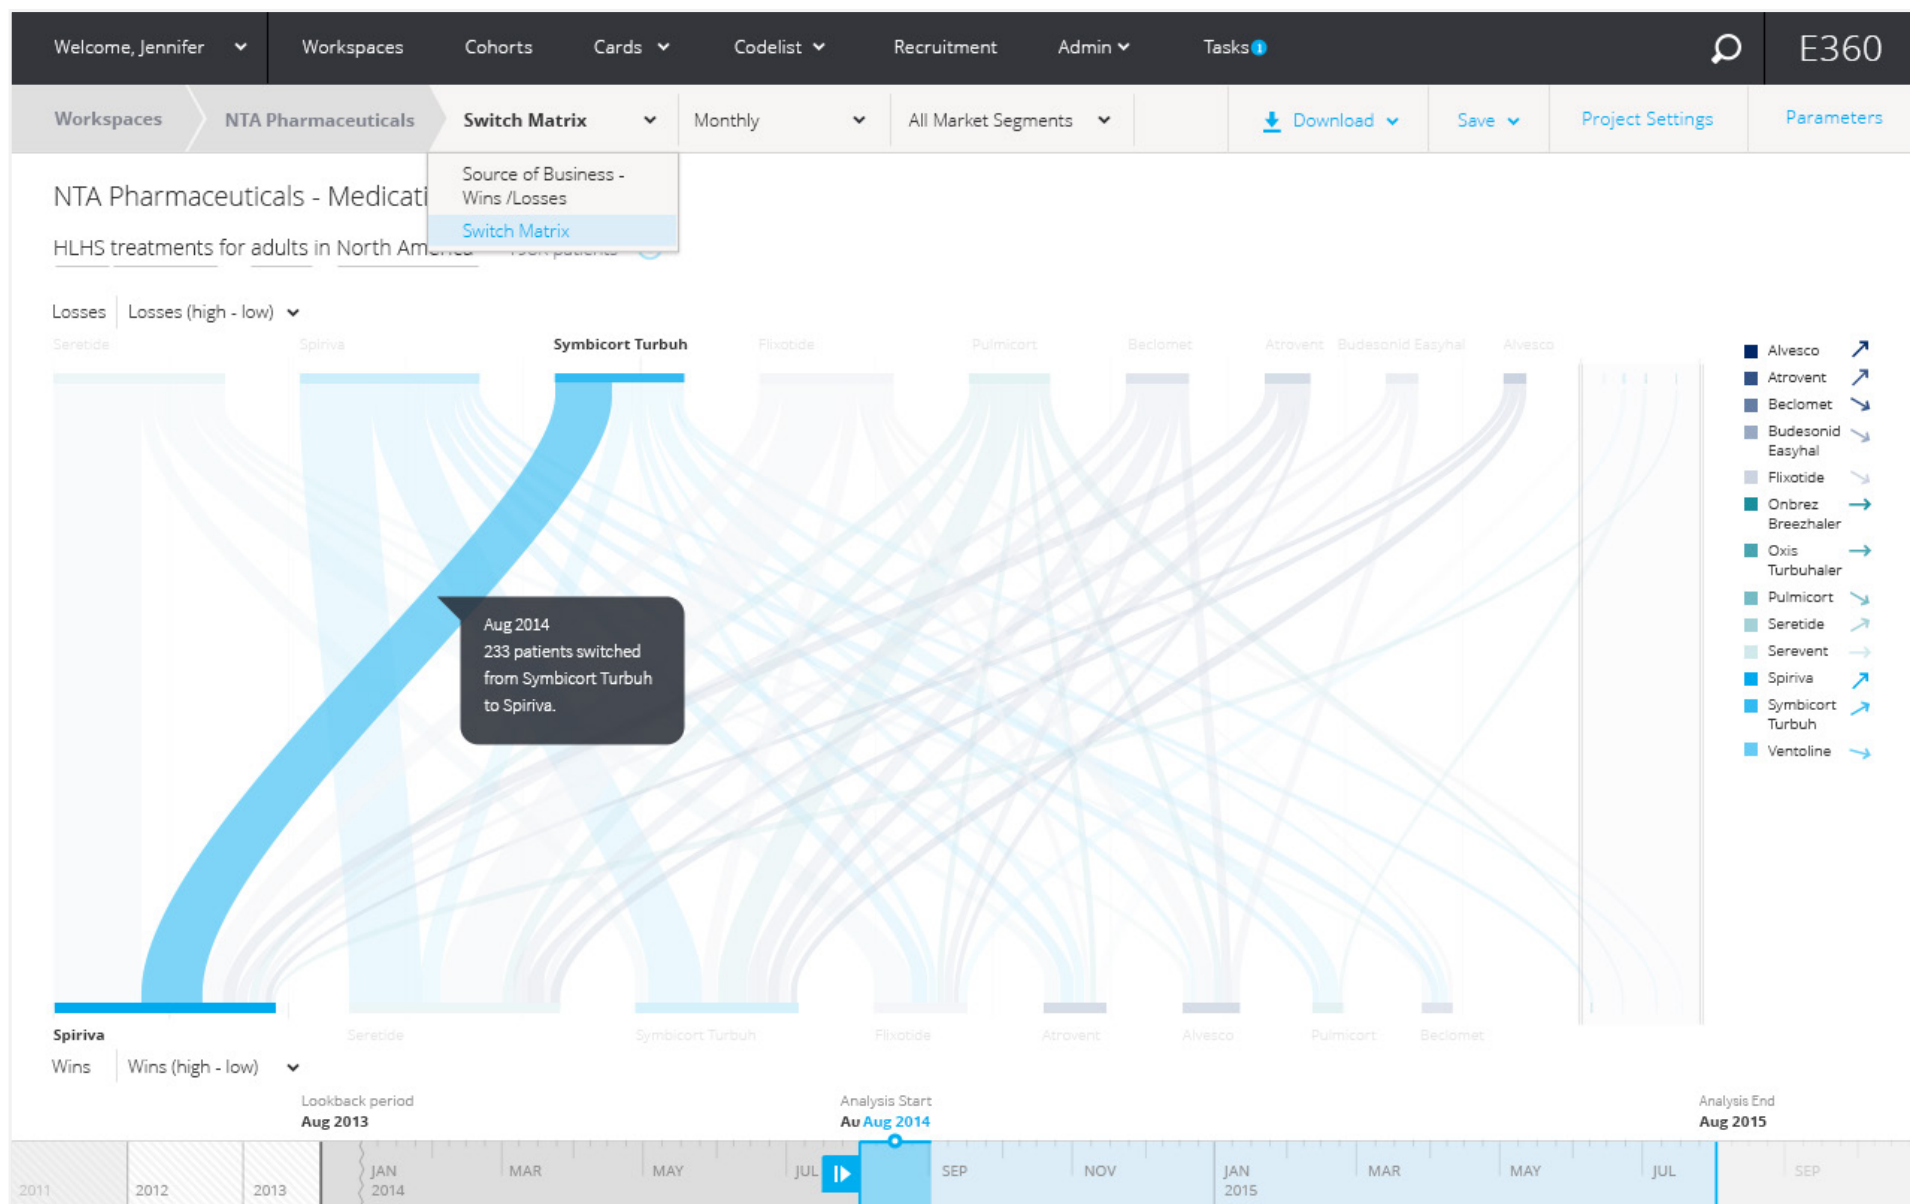 Welcome, Jennifer
Workspaces
Cohorts
Cards
Codelist
Recruitment
Admin
Tasks 1
E360
Workspaces
NTA Pharmaceuticals
Switch Matrix
Monthly
All Market Segments
Download
Save
Project Settings
Parameters
Source of Business -
Wins /Losses
Switch Matrix
NTA Pharmaceuticals - Medicati
HLHS treatments for adults in North America
patients
Losses
Losses (high - low)
Seretide
Spiriva
Symbicort Turbuh
Flixotide
Pulmicort
Beclomet
Atrovent
Budesonid Easyhal
Alvesco
Alvesco
Atrovent
Beclomet
Budesonid
Easyhal
Flixotide
Onbrez
Breezhaler
Oxis
Turbuhaler
Pulmicort
Seretide
Serevent
Spiriva
Symbicort
Turbuh
Ventoline
Aug 2014
233 patients switched
from Symbicort Turbuh
to Spiriva.
Spiriva
Seretide
Symbicort Turbuh
Flixotide
Atrovent
Alvesco
Pulmicort
Beclomet
Wins
Wins (high - low)
Lookback period
Aug 2013
Analysis Start
Au Aug 2014
Analysis End
Aug 2015
2011
2012
2013
JAN
2014
MAR
MAY
JUL
SEP
NOV
JAN
2015
MAR
MAY
JUL
SEP